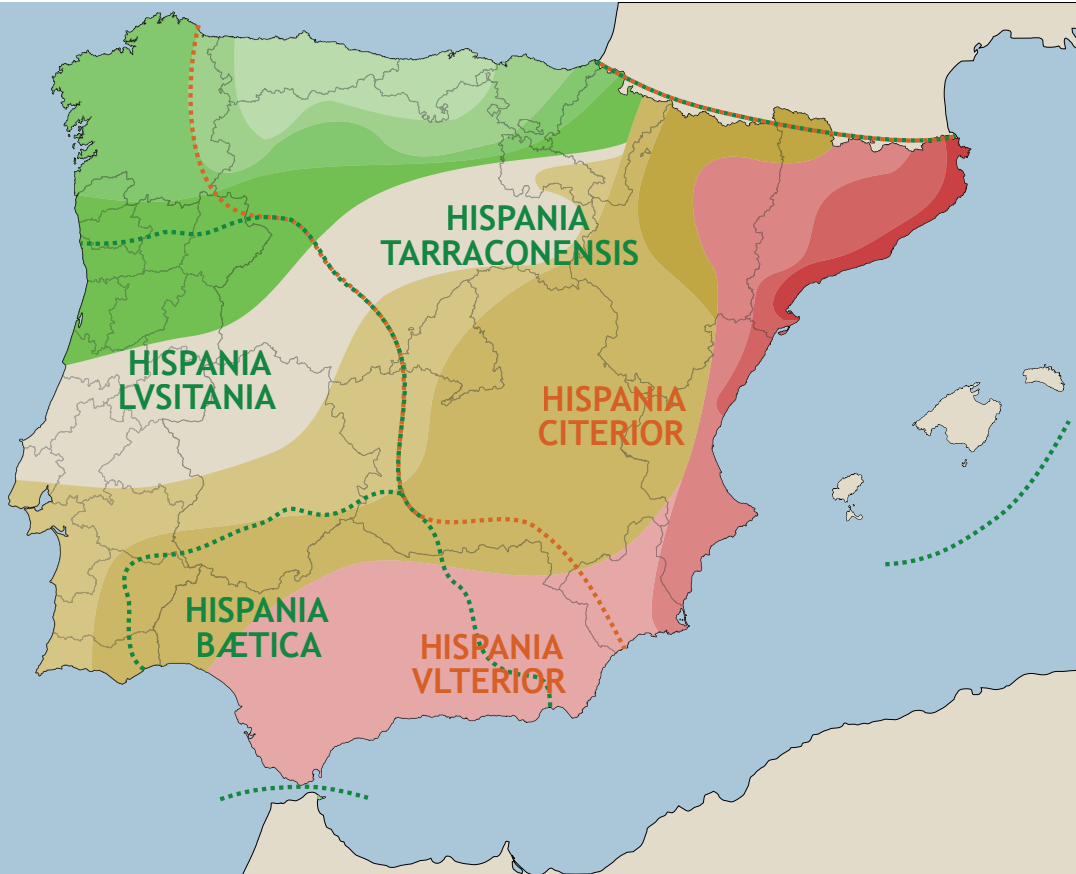 HISPANIA
TARRACONENSIS
HISPANIA
LVSITANIA
HISPANIA
CITERIOR
HISPANIA
BÆTICA
HISPANIA
VLTERIOR